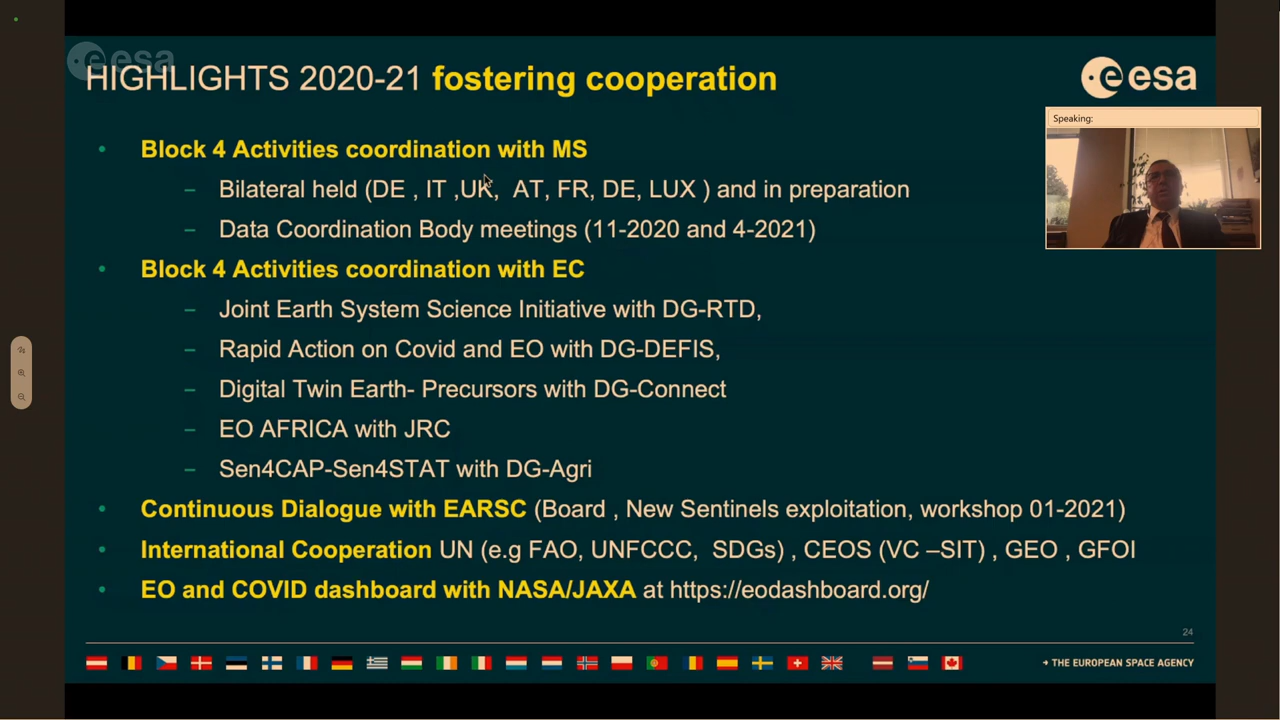 esa
HIGHLIGHTS 2020-21 fostering cooperation
esa
Speaking:
• Block 4 Activities coordination with MS
– Bilateral held (DE , IT ,UK, AT, FR, DE, LUX ) and in preparation
– Data Coordination Body meetings (11-2020 and 4-2021)
• Block 4 Activities coordination with EC
– Joint Earth System Science Initiative with DG-RTD,
– Rapid Action on Covid and EO with DG-DEFIS,
– Digital Twin Earth- Precursors with DG-Connect
– EO AFRICA with JRC
– Sen4CAP-Sen4STAT with DG-Agri
• Continuous Dialogue with EARSC (Board , New Sentinels exploitation, workshop 01-2021)
• International Cooperation UN (e.g FAO, UNFCCC, SDGs) , CEOS (VC –SIT) , GEO , GFOI
• EO and COVID dashboard with NASA/JAXA at https://eodashboard.org/
24
→ THE EUROPEAN SPACE AGENCY